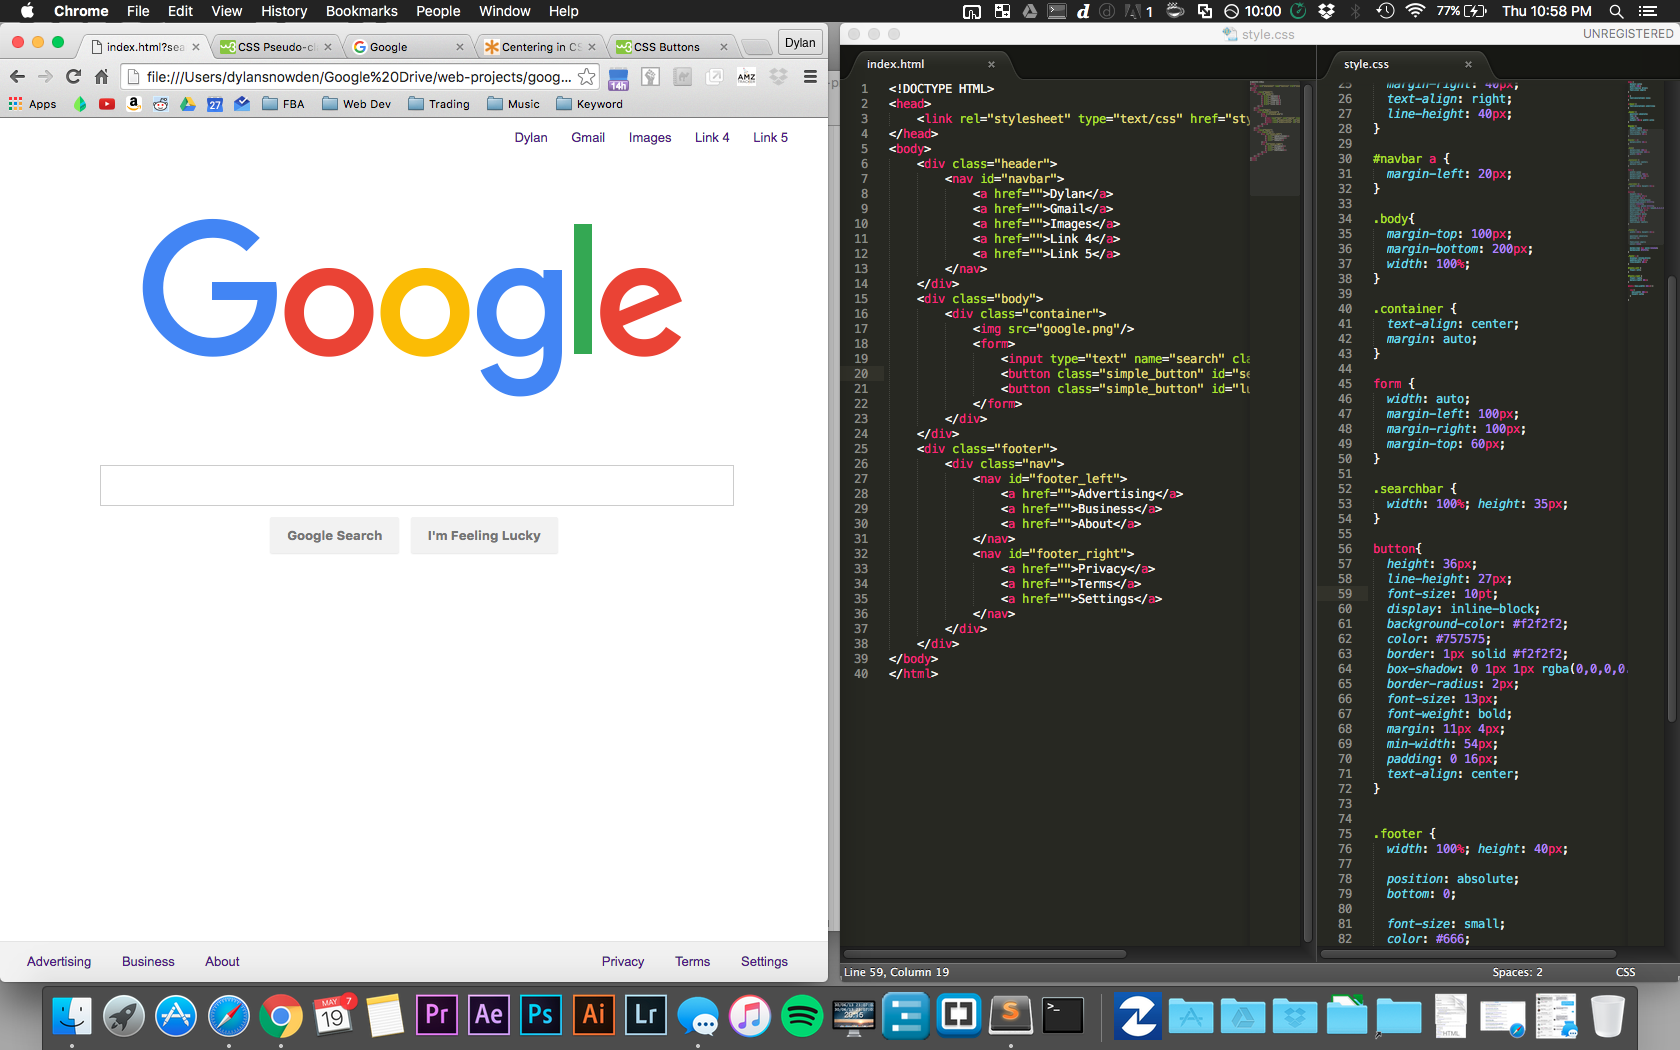 Chrome File Edit View History Bookmarks People Window Help
1 10:00 77% Thu 10:58 PM
index.html?sea CSS Pseudo-cl Google Centering in CS CSS Buttons Dylan
file:///Users/dylansnowden/Google%20Drive/web-projects/goog... 14h AMZ
Apps 27 FBA Web Dev Trading Music Keyword
Dylan Gmail Images Link 4 Link 5
Google
Google Search I'm Feeling Lucky
Advertising Business About Privacy Terms Settings
style.css UNREGISTERED
index.html
1 <!DOCTYPE HTML>
2 <head>
3 <link rel="stylesheet" type="text/css" href="sty
4 </head>
5 <body>
6 <div class="header">
7 <nav id="navbar">
8 <a href="">Dylan</a>
9 <a href="">Gmail</a>
10 <a href="">Images</a>
11 <a href="">Link 4</a>
12 <a href="">Link 5</a>
13 </nav>
14 </div>
15 <div class="body">
16 <div class="container">
17 <img src="google.png"/>
18 <form>
19 <input type="text" name="search" cla
20 <button class="simple_button" id="se
21 <button class="simple_button" id="lu
22 </form>
23 </div>
24 </div>
25 <div class="footer">
26 <div class="nav">
27 <nav id="footer_left">
28 <a href="">Advertising</a>
29 <a href="">Business</a>
30 <a href="">About</a>
31 </nav>
32 <nav id="footer_right">
33 <a href="">Privacy</a>
34 <a href="">Terms</a>
35 <a href="">Settings</a>
36 </nav>
37 </div>
38 </div>
39 </body>
40 </html>
style.css
25 margin-right: 40px;
26 text-align: right;
27 line-height: 40px;
28 }
29
30 #navbar a {
31 margin-left: 20px;
32 }
33
34 .body{
35 margin-top: 100px;
36 margin-bottom: 200px;
37 width: 100%;
38 }
39
40 .container {
41 text-align: center;
42 margin: auto;
43 }
44
45 form {
46 width: auto;
47 margin-left: 100px;
48 margin-right: 100px;
49 margin-top: 60px;
50 }
51
52 .searchbar {
53 width: 100%; height: 35px;
54 }
55
56 button{
57 height: 36px;
58 line-height: 27px;
59 font-size: 10pt;
60 display: inline-block;
61 background-color: #f2f2f2;
62 color: #757575;
63 border: 1px solid #f2f2f2;
64 box-shadow: 0 1px 1px rgba(0,0,0,0.
65 border-radius: 2px;
66 font-size: 13px;
67 font-weight: bold;
68 margin: 11px 4px;
69 min-width: 54px;
70 padding: 0 16px;
71 text-align: center;
72 }
73
74
75 .footer {
76 width: 100%; height: 40px;
77
78 position: absolute;
79 bottom: 0;
80
81 font-size: small;
82 color: #666;
Line 59, Column 19 Spaces: 2 CSS
MAY 7 19 Pr Ae Ps Ai Lr S >_ HTML